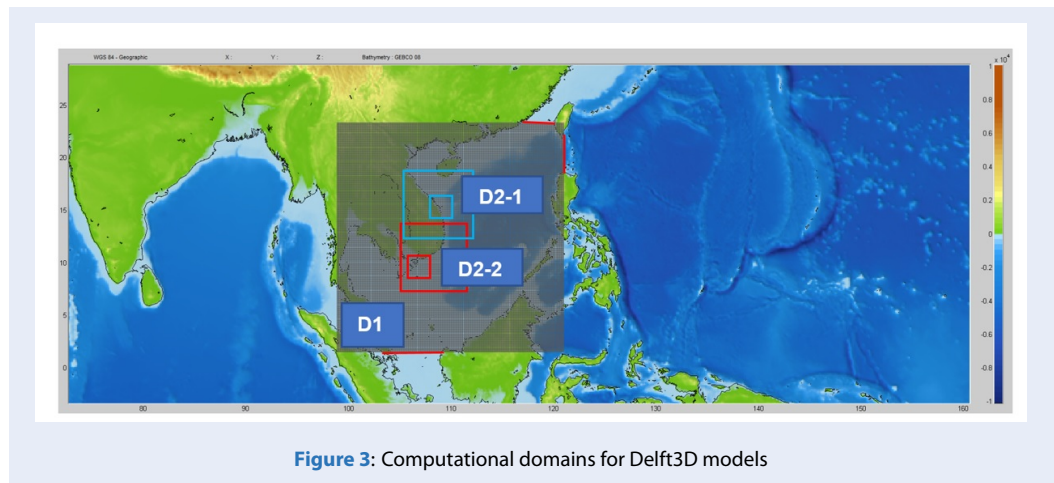 WGS 84 - Geographic X : Y : Z : Bathymetry : GEBCO 08
x 10^4
1
0.8
0.6
0.4
0.2
0
-0.2
-0.4
-0.6
-0.8
-1
25
20
15
10
5
0
D2-1
D2-2
D1
80 90 100 110 120 130 140 150 160
Figure 3: Computational domains for Delft3D models